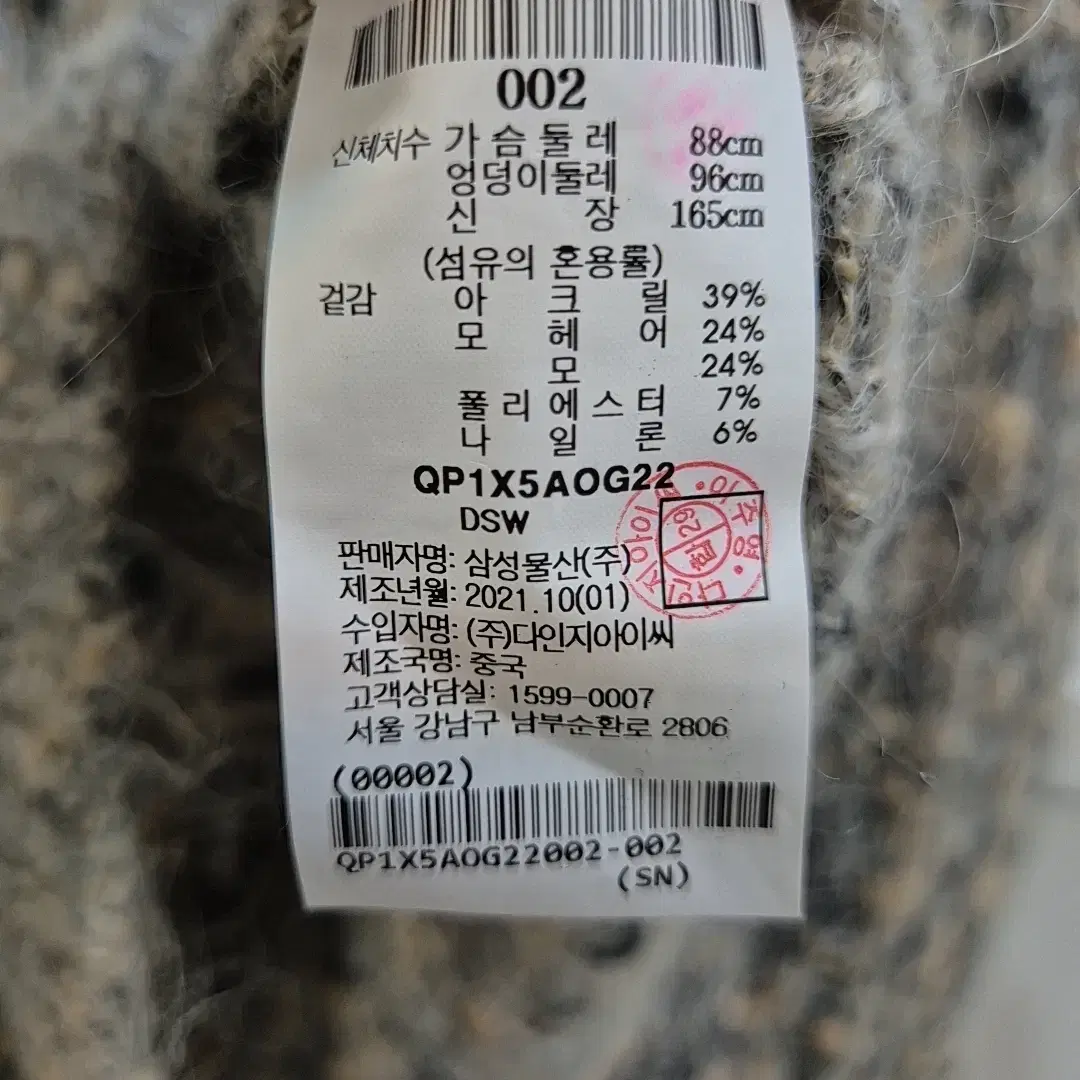 002
신체치수 가슴둘레 88cm
엉덩이둘레 96cm
신장 165cm
(섬유의 혼용률)
겉감 아크릴 39%
모헤어 24%
모 24%
폴리에스터 7%
나일론 6%
QP1X5AOG22
DSW
판매자명: 삼성물산(주)
제조년월: 2021.10(01)
수입자명: (주)다인지아이씨
제조국명: 중국
고객상담실: 1599-0007
서울 강남구 남부순환로 2806
(00002)
QP1X5AOG22002-002
(SN)